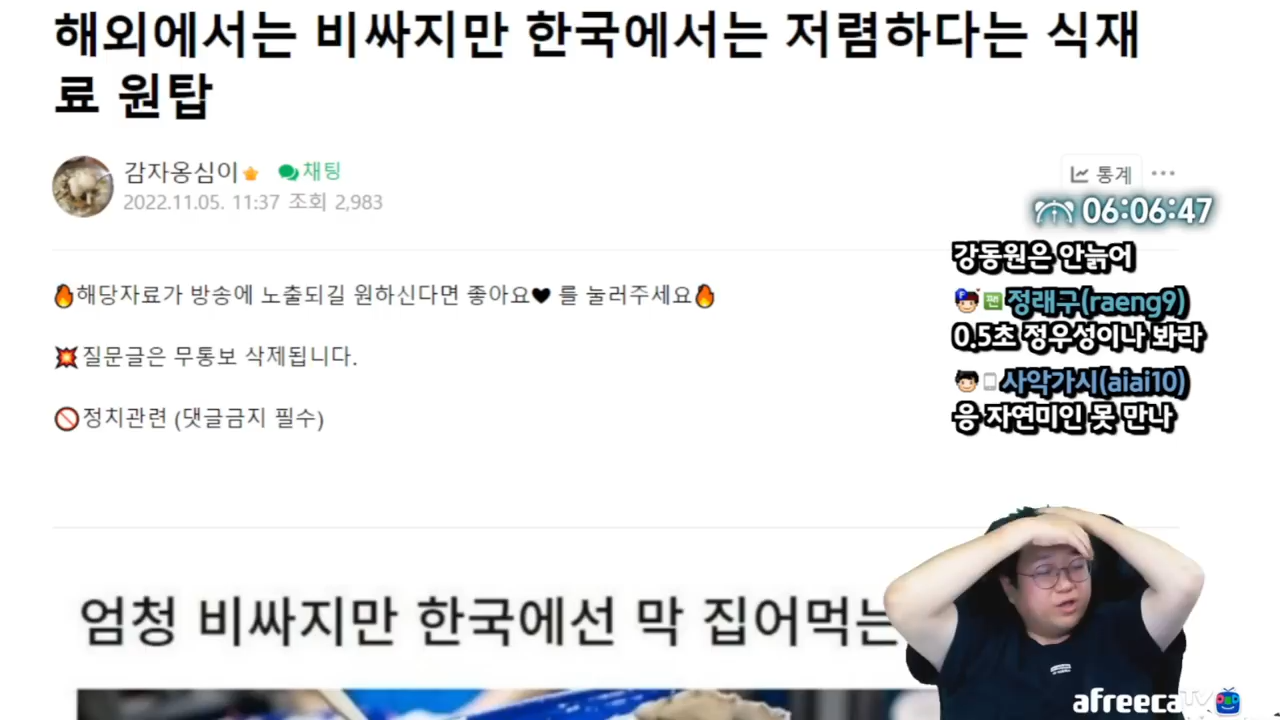 해외에서는 비싸지만 한국에서는 저렴하다는 식재
료 원탑
감자옹심이 채팅
2022.11.05. 11:37 조회 2,983
통계
06:06:47
강동원은 안늙어
팬 정래구(raeng9)
0.5초 정우성이나 봐라
사악가시(aiai10)
응 자연미인 못 만나
🔥해당자료가 방송에 노출되길 원하신다면 좋아요🖤 를 눌러주세요🔥
💥질문글은 무통보 삭제됩니다.
🚫정치관련 (댓글금지 필수)
엄청 비싸지만 한국에선 막 집어먹는
afreecaTV